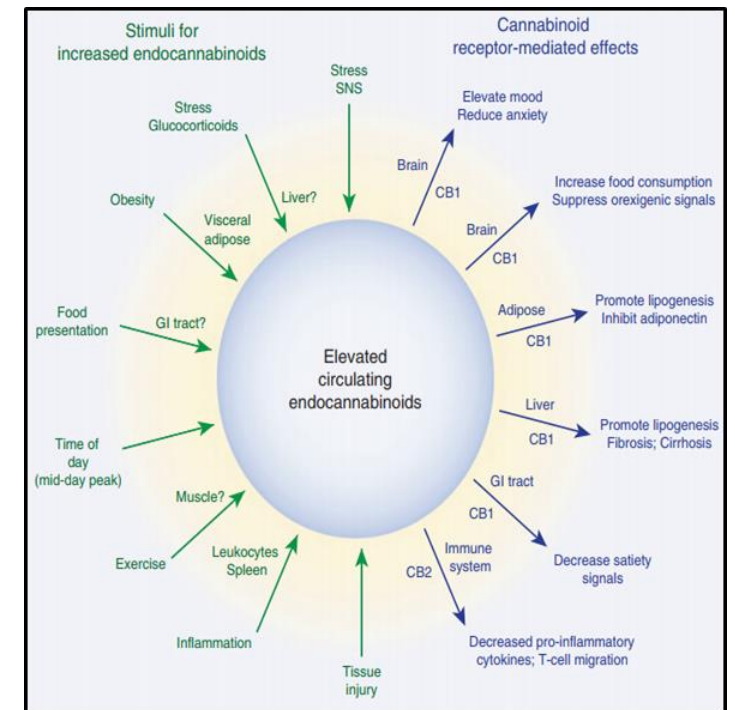 Stimuli for
increased endocannabinoids
Cannabinoid
receptor-mediated effects
Stress
SNS
Stress
Glucocorticoids
Liver?
Obesity
Visceral
adipose
Food
presentation
GI tract?
Time of
day
(mid-day peak)
Muscle?
Exercise
Leukocytes
Spleen
Inflammation
Tissue
injury
Elevated
circulating
endocannabinoids
Elevate mood
Reduce anxiety
Brain
CB1
Increase food consumption
Suppress orexigenic signals
Brain
CB1
Adipose
CB1
Promote lipogenesis
Inhibit adiponectin
Liver
CB1
Promote lipogenesis
Fibrosis; Cirrhosis
GI tract
CB1
Decrease satiety
signals
Immune
system
CB2
Decreased pro-inflammatory
cytokines; T-cell migration